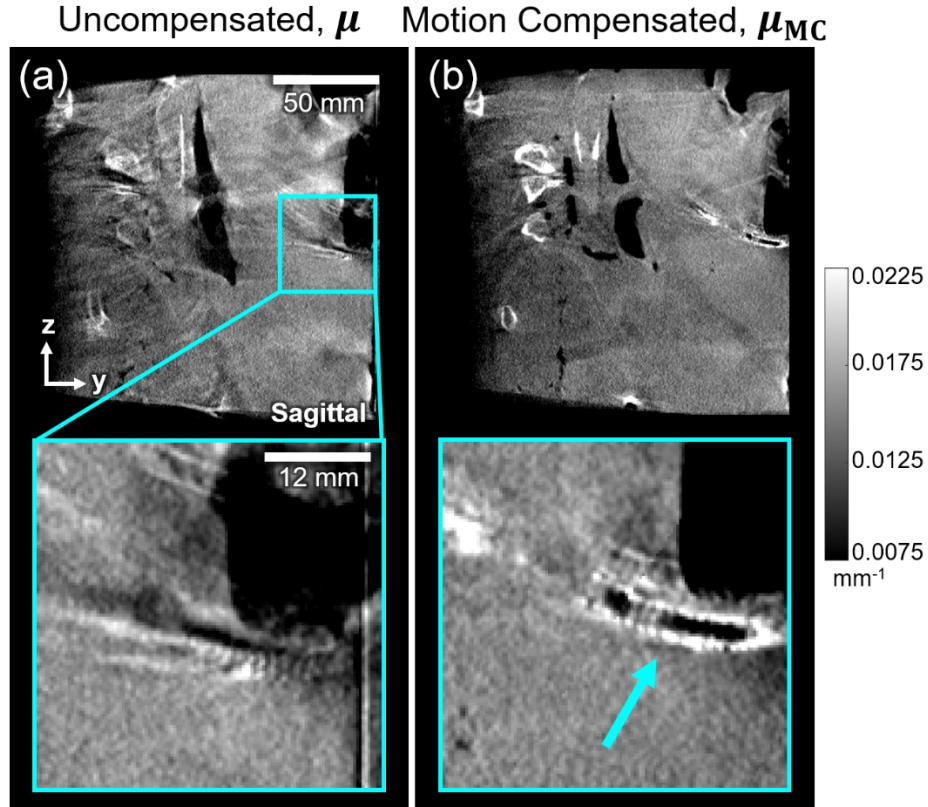 Uncompensated, μ Motion Compensated, μMC
(a) (b)
50 mm
z
y
Sagittal
12 mm
0.0225
0.0175
0.0125
0.0075
mm⁻¹